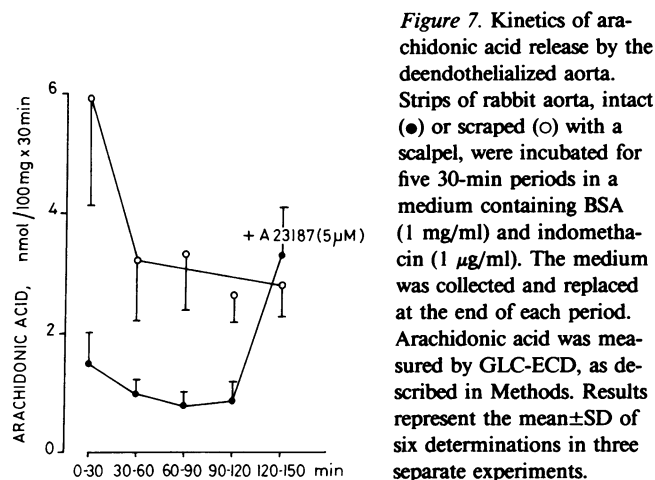 Figure 7. Kinetics of ara-
chidonic acid release by the
deendothelialized aorta.
Strips of rabbit aorta, intact
(●) or scraped (○) with a
scalpel, were incubated for
five 30-min periods in a
medium containing BSA
(1 mg/ml) and indometha-
cin (1 μg/ml). The medium
was collected and replaced
at the end of each period.
Arachidonic acid was mea-
sured by GLC-ECD, as de-
scribed in Methods. Results
represent the mean±SD of
six determinations in three
separate experiments.
ARACHIDONIC ACID, nmol/100mg x 30min
6
4
2
0
+ A23187(5μM)
0-30 30-60 60-90 90-120 120-150 min